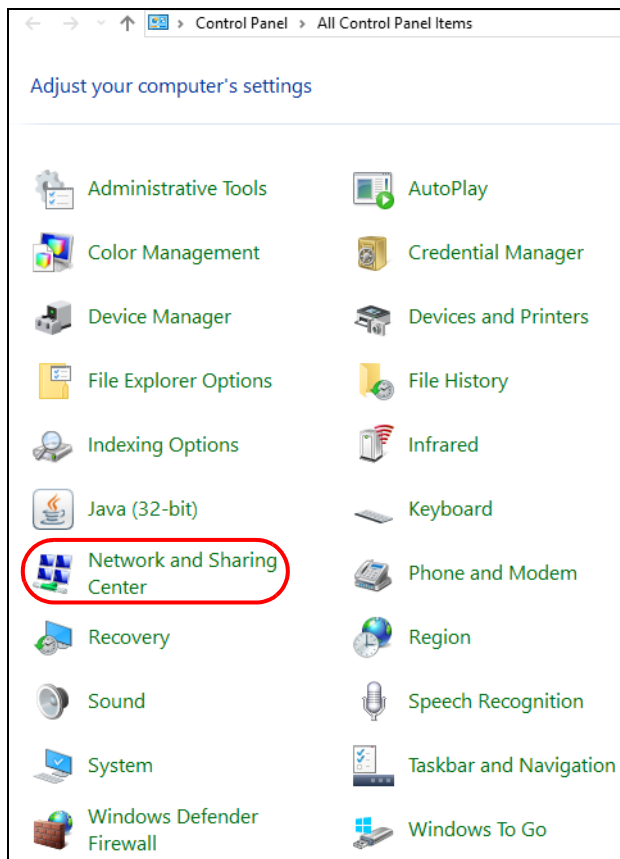 Control Panel > All Control Panel Items
Adjust your computer's settings
Administrative Tools
AutoPlay
Color Management
Credential Manager
Device Manager
Devices and Printers
File Explorer Options
File History
Indexing Options
Infrared
Java (32-bit)
Keyboard
Network and Sharing
Center
Phone and Modem
Recovery
Region
Sound
Speech Recognition
System
Taskbar and Navigation
Windows Defender
Firewall
Windows To Go